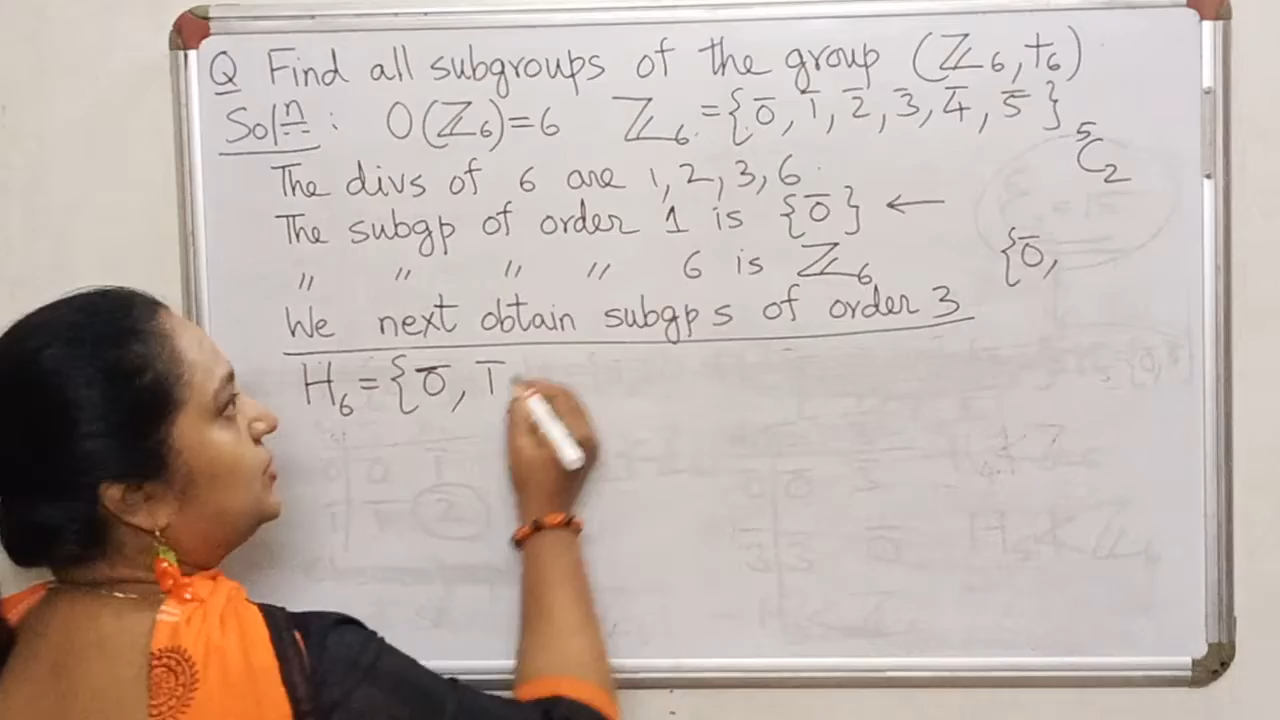 Q Find all subgroups of the group (ℤ₆, +₆)
Solⁿ : O(ℤ₆)=6 ℤ₆ = {0̄, 1̄, 2̄, 3̄, 4̄, 5̄}
⁵C₂
The divs of 6 are 1, 2, 3, 6.
The subgp of order 1 is {0̄} ←
{0̄,
〃 〃 〃 〃 6 is ℤ₆
We next obtain subgps of order 3
H₆ = {0̄, 1̄